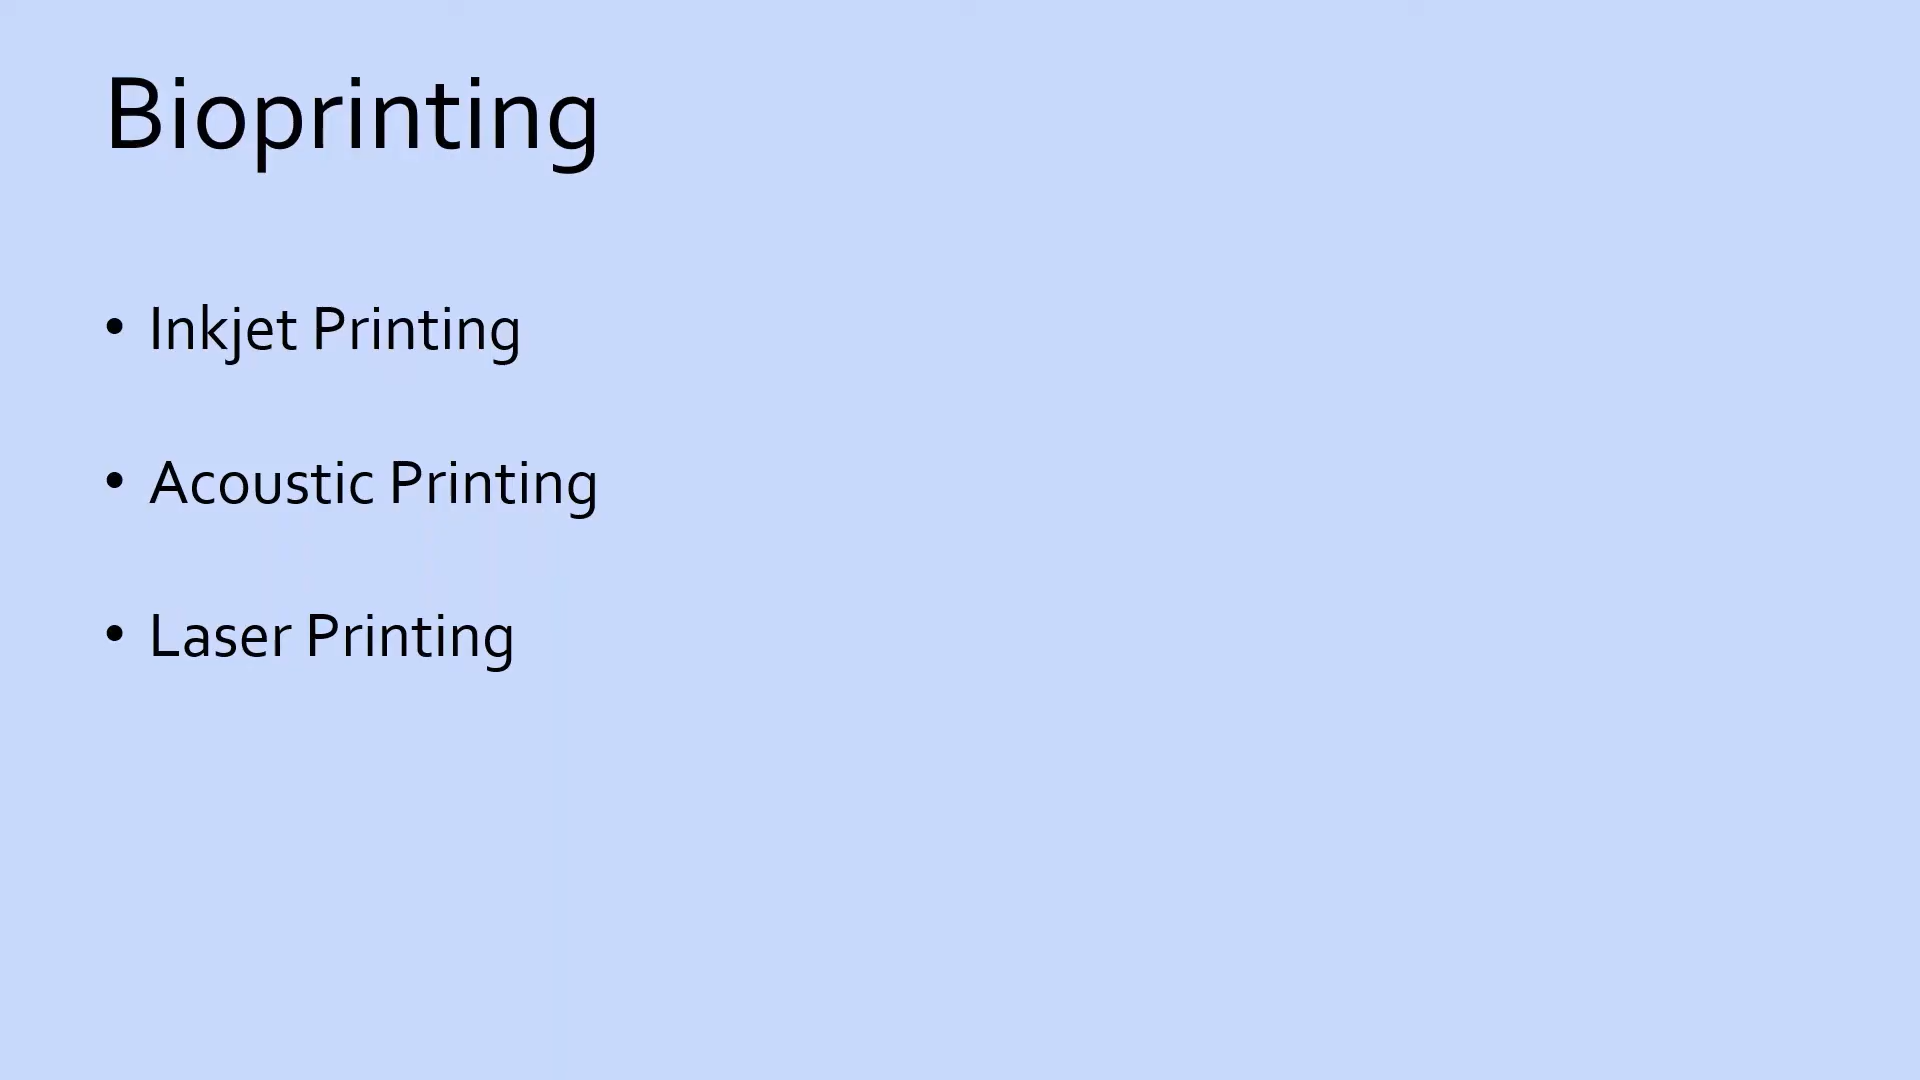 Bioprinting
• Inkjet Printing
• Acoustic Printing
• Laser Printing